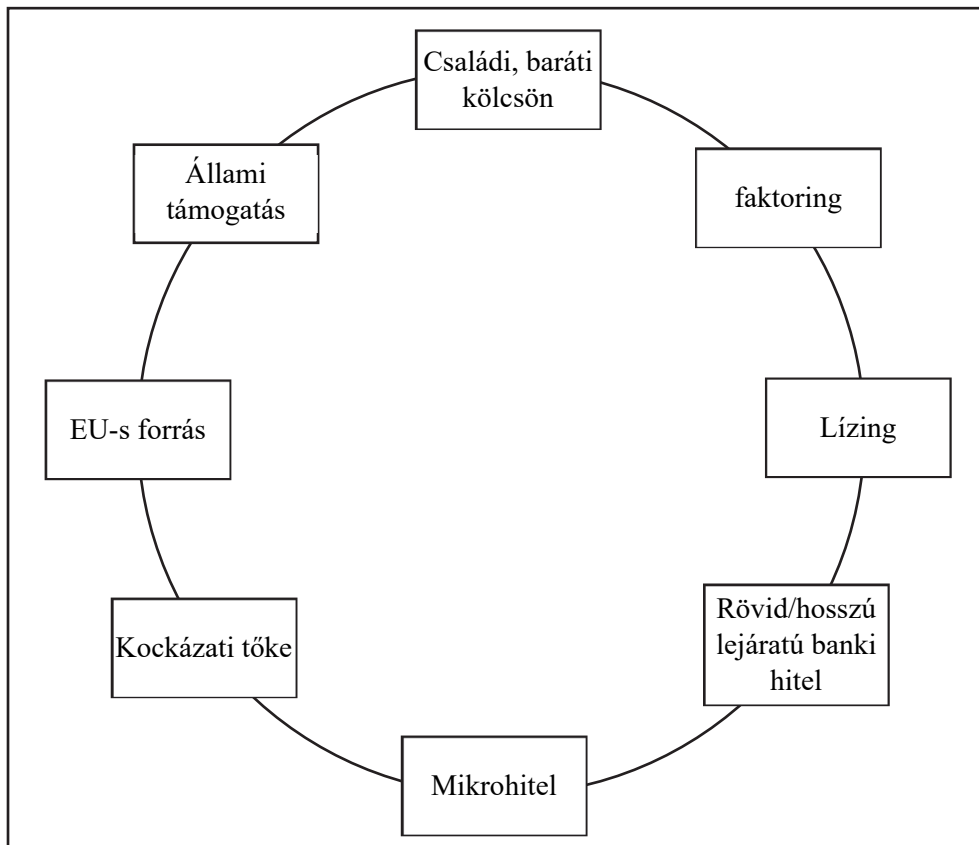 Családi, baráti
kölcsön
faktoring
Lízing
Rövid/hosszú
lejáratú banki
hitel
Mikrohitel
Kockázati tőke
EU-s forrás
Állami
támogatás